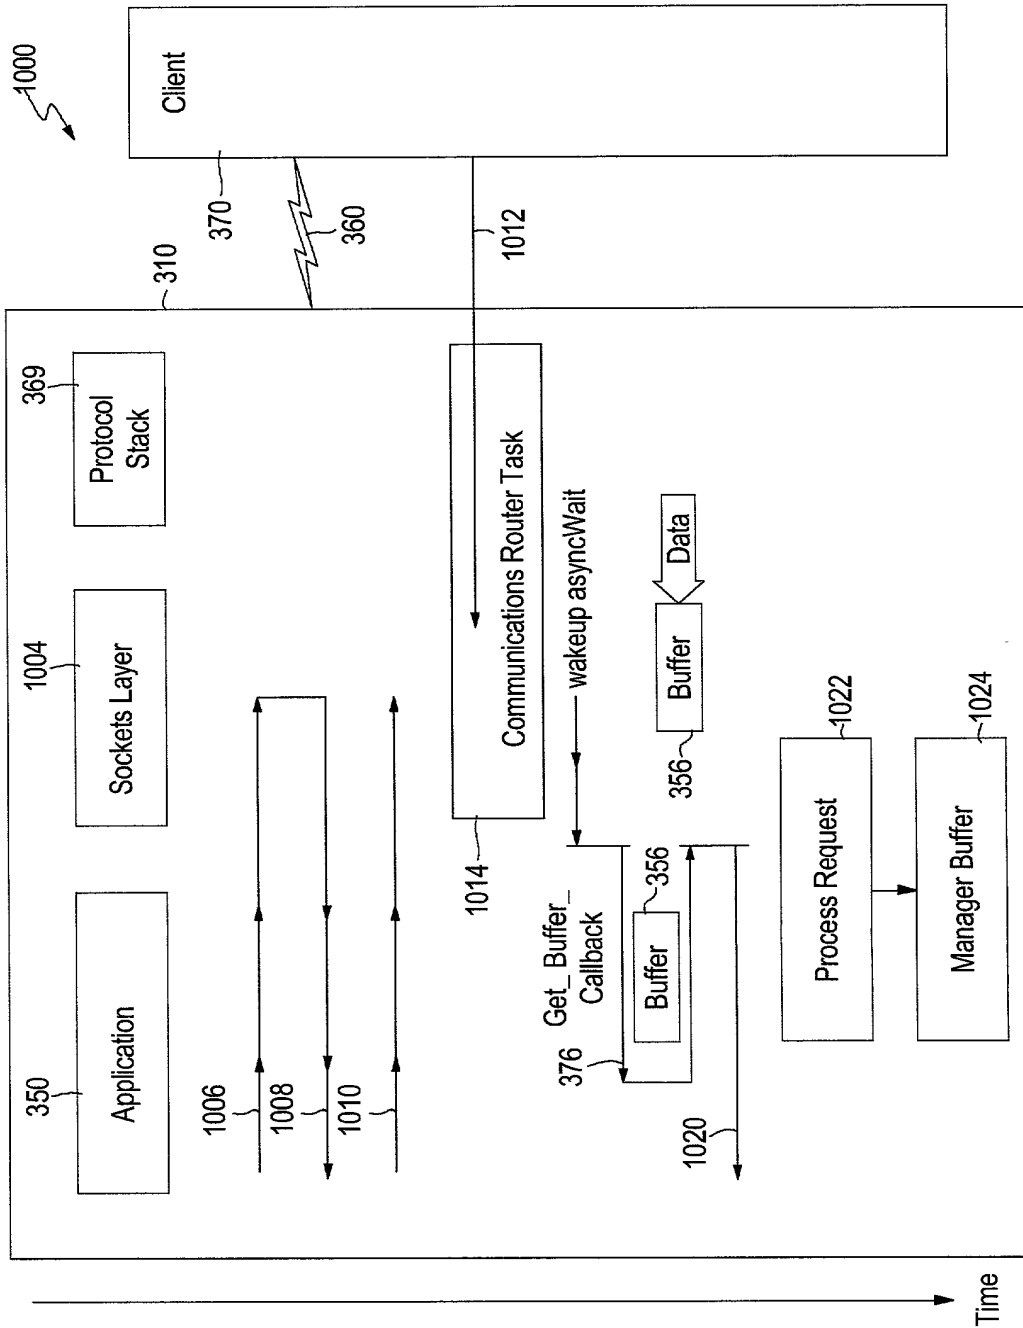 1000
350
1004
369
310
Application
Sockets Layer
Protocol
Stack
Client
370
360
1006
1008
1010
1012
1014
Communications Router Task
Get_ Buffer_
Callback
wakeup asyncWait
376
Buffer
356
356
Buffer
Data
1020
Process Request
1022
Manager Buffer
1024
Time